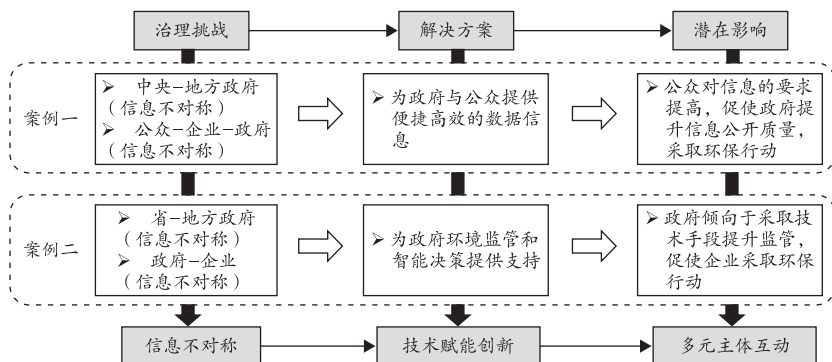 治理挑战
解决方案
潜在影响
案例一
➢ 中央-地方政府
（信息不对称）
➢ 公众-企业-政府
（信息不对称）
➢ 为政府与公众提供
便捷高效的数据信
息
➢ 公众对信息的要求
提高，促使政府提
升信息公开质量，
采取环保行动
案例二
➢ 省-地方政府
（信息不对称）
➢ 政府-企业
（信息不对称）
➢ 为政府环境监管和
智能决策提供支持
➢ 政府倾向于采取技
术手段提升监管，
促使企业采取环保
行动
信息不对称
技术赋能创新
多元主体互动